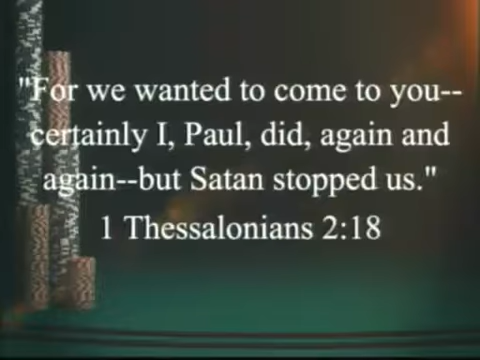 "For we wanted to come to you--
certainly I, Paul, did, again and
again--but Satan stopped us."
1 Thessalonians 2:18